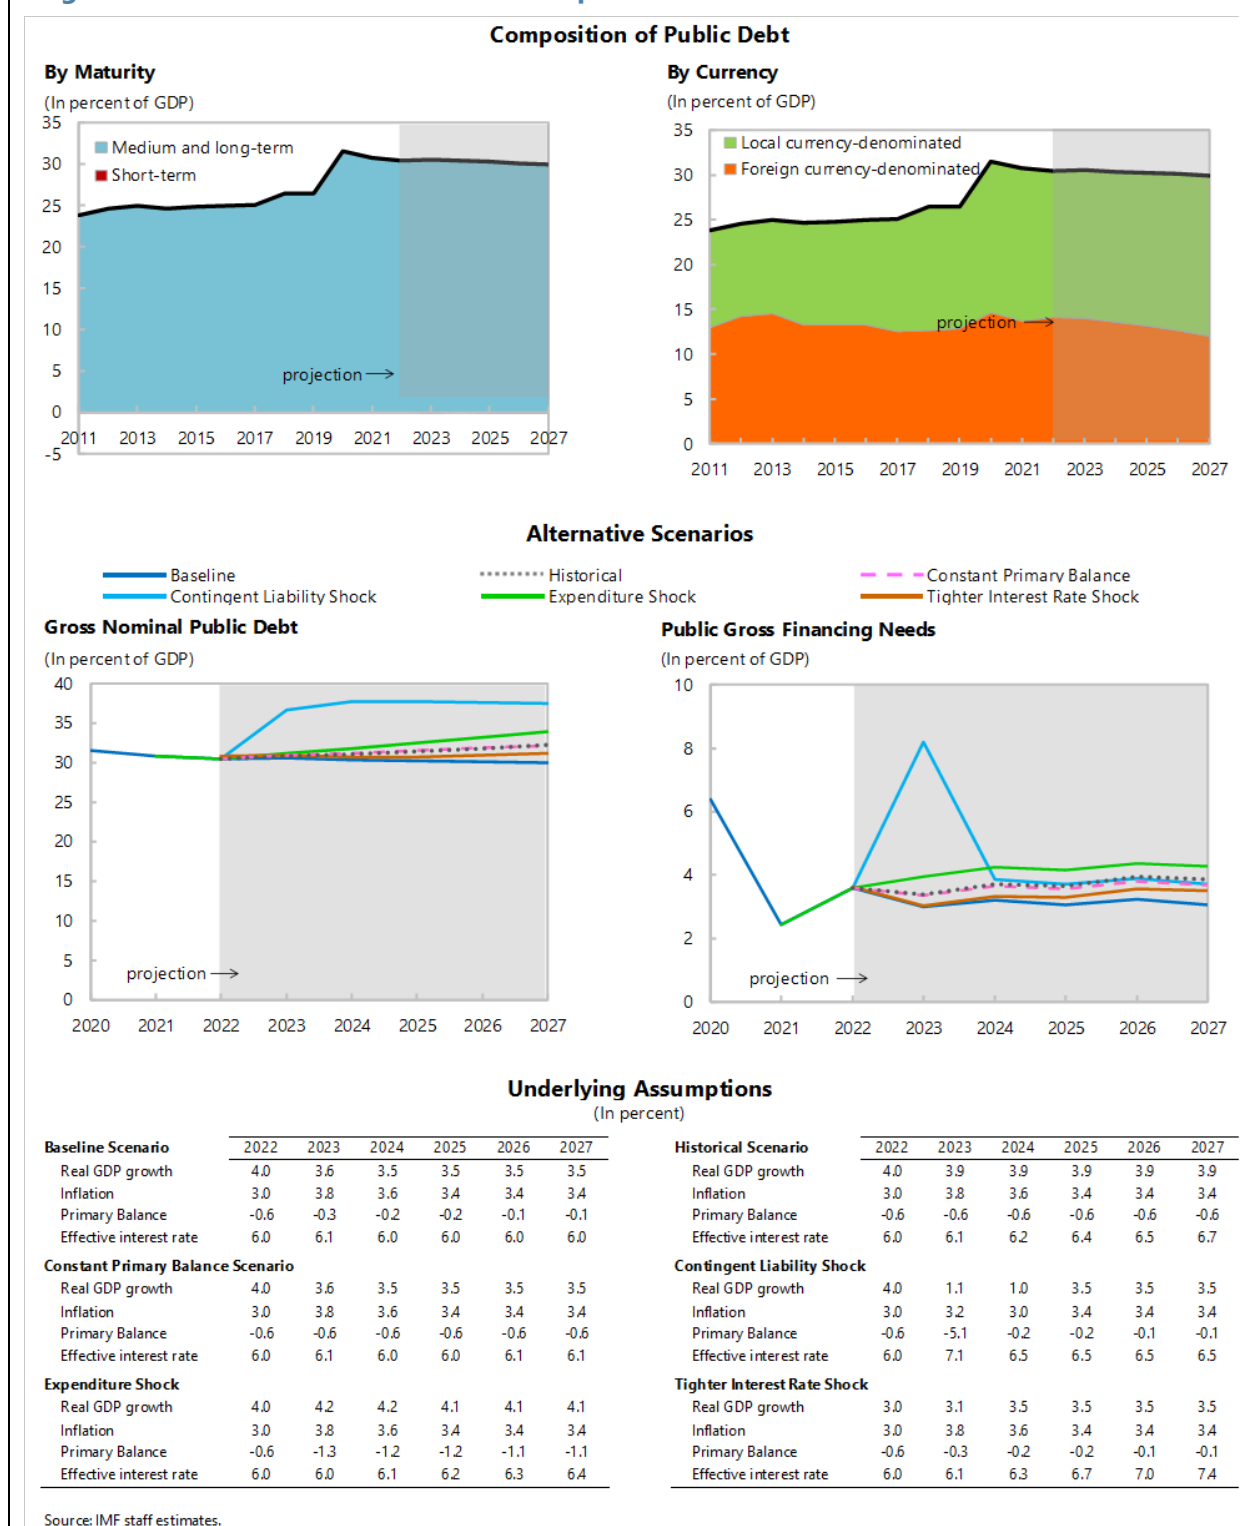 Composition of Public Debt
By Maturity
(In percent of GDP)
35
30
25
20
15
10
5
0
-5
Medium and long-term
Short-term
projection
2011 2013 2015 2017 2019 2021 2023 2025 2027
By Currency
(In percent of GDP)
35
30
25
20
15
10
5
0
Local currency-denominated
Foreign currency-denominated
projection
2011 2013 2015 2017 2019 2021 2023 2025 2027
Alternative Scenarios
Baseline Historical Constant Primary Balance
Contingent Liability Shock Expenditure Shock Tighter Interest Rate Shock
Gross Nominal Public Debt
(In percent of GDP)
40
35
30
25
20
15
10
5
0
projection
2020 2021 2022 2023 2024 2025 2026 2027
Public Gross Financing Needs
(In percent of GDP)
10
8
6
4
2
0
projection
2020 2021 2022 2023 2024 2025 2026 2027
Underlying Assumptions
(In percent)
Baseline Scenario 2022 2023 2024 2025 2026 2027
Real GDP growth 4.0 3.6 3.5 3.5 3.5 3.5
Inflation 3.0 3.8 3.6 3.4 3.4 3.4
Primary Balance -0.6 -0.3 -0.2 -0.2 -0.1 -0.1
Effective interest rate 6.0 6.1 6.0 6.0 6.0 6.0
Constant Primary Balance Scenario
Real GDP growth 4.0 3.6 3.5 3.5 3.5 3.5
Inflation 3.0 3.8 3.6 3.4 3.4 3.4
Primary Balance -0.6 -0.6 -0.6 -0.6 -0.6 -0.6
Effective interest rate 6.0 6.1 6.0 6.0 6.1 6.1
Expenditure Shock
Real GDP growth 4.0 4.2 4.2 4.1 4.1 4.1
Inflation 3.0 3.8 3.6 3.4 3.4 3.4
Primary Balance -0.6 -1.3 -1.2 -1.2 -1.1 -1.1
Effective interest rate 6.0 6.0 6.1 6.2 6.3 6.4
Historical Scenario 2022 2023 2024 2025 2026 2027
Real GDP growth 4.0 3.9 3.9 3.9 3.9 3.9
Inflation 3.0 3.8 3.6 3.4 3.4 3.4
Primary Balance -0.6 -0.6 -0.6 -0.6 -0.6 -0.6
Effective interest rate 6.0 6.1 6.2 6.4 6.5 6.7
Contingent Liability Shock
Real GDP growth 4.0 1.1 1.0 3.5 3.5 3.5
Inflation 3.0 3.2 3.0 3.4 3.4 3.4
Primary Balance -0.6 -5.1 -0.2 -0.2 -0.1 -0.1
Effective interest rate 6.0 7.1 6.5 6.5 6.5 6.5
Tighter Interest Rate Shock
Real GDP growth 3.0 3.1 3.5 3.5 3.5 3.5
Inflation 3.0 3.8 3.6 3.4 3.4 3.4
Primary Balance -0.6 -0.3 -0.2 -0.2 -0.1 -0.1
Effective interest rate 6.0 6.1 6.3 6.7 7.0 7.4
Source: IMF staff estimates.